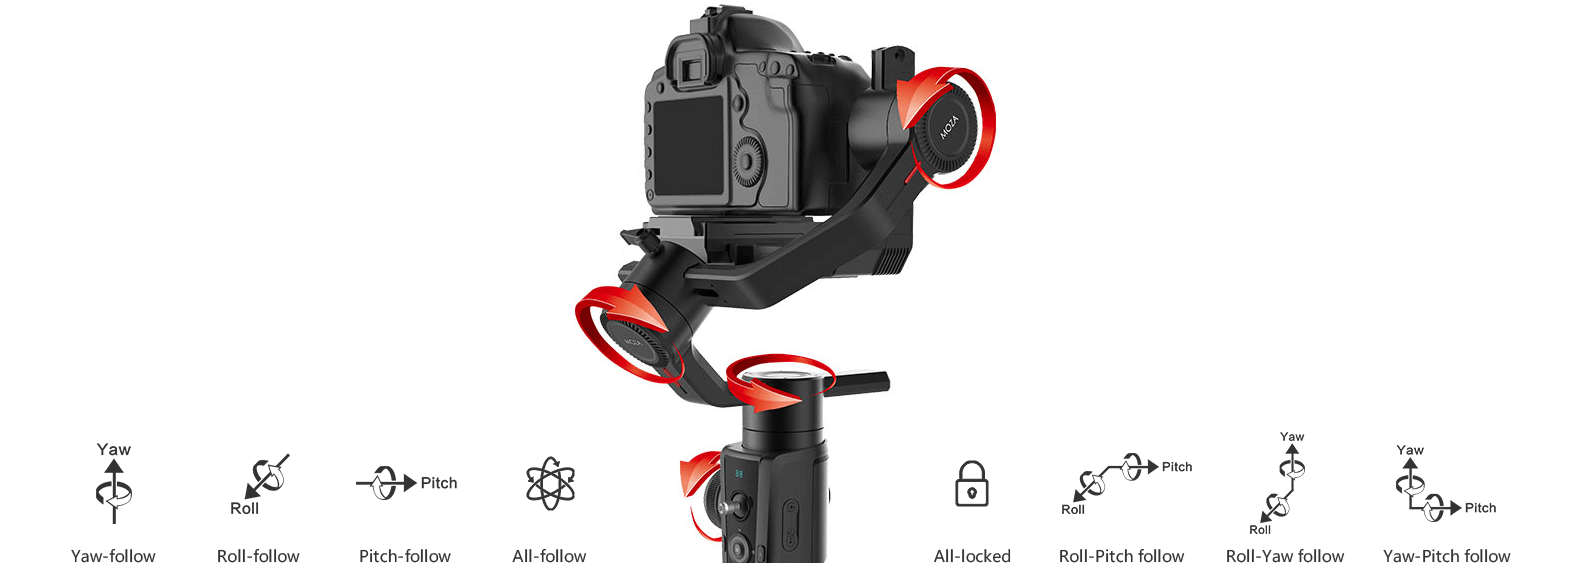 MOZA
MOZA
88
Yaw
Roll
Pitch
Pitch
Roll
Yaw
Roll
Yaw
Pitch
Yaw-follow
Roll-follow
Pitch-follow
All-follow
All-locked
Roll-Pitch follow
Roll-Yaw follow
Yaw-Pitch follow